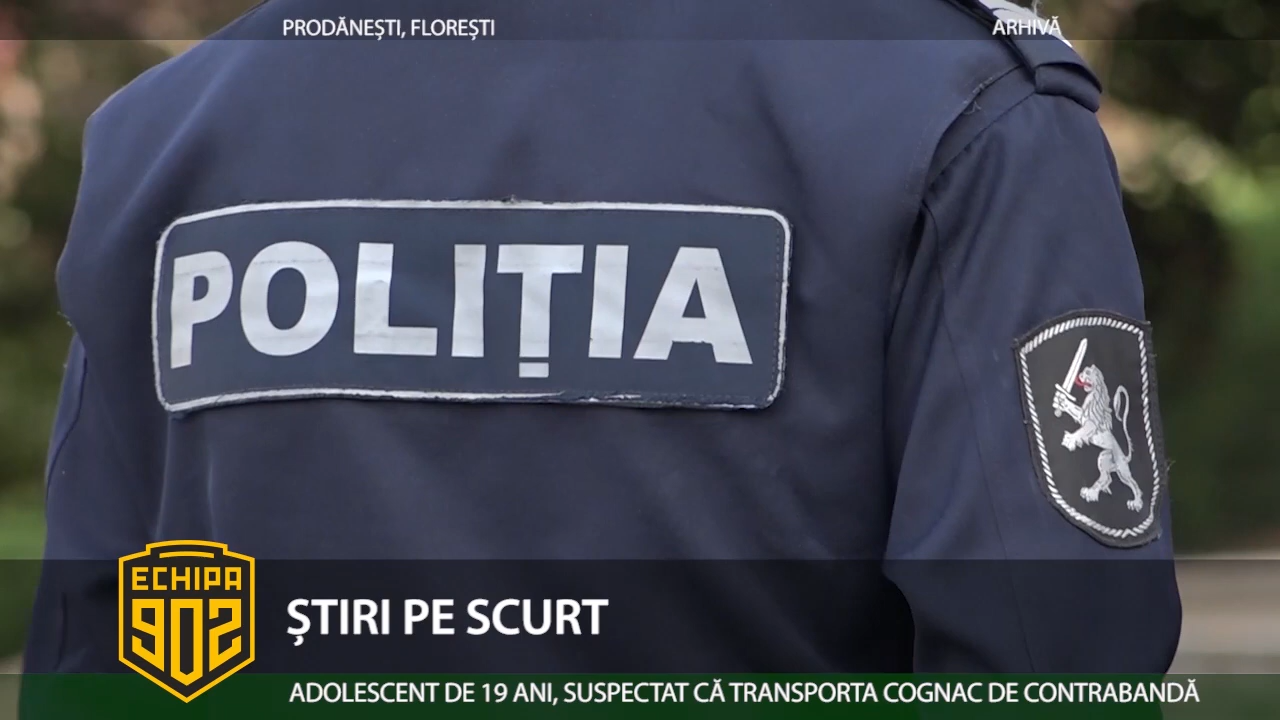 PRODĂNEȘTI, FLOREȘTI
ARHIVĂ
POLIȚIA
ECHIPA
902
ȘTIRI PE SCURT
ADOLESCENT DE 19 ANI, SUSPECTAT CĂ TRANSPORTA COGNAC DE CONTRABANDĂ